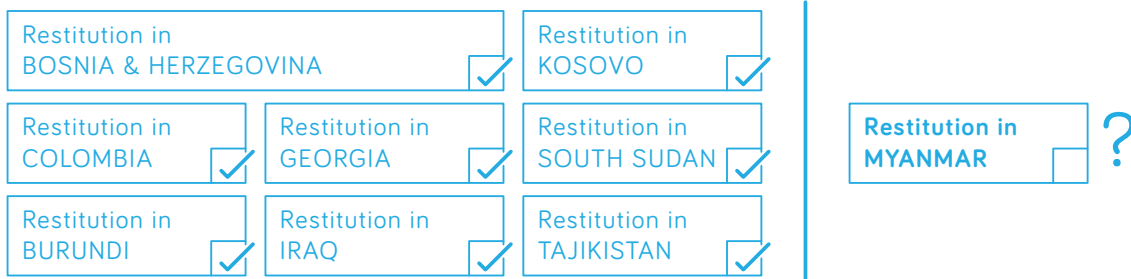 Restitution in
BOSNIA & HERZEGOVINA
Restitution in
KOSOVO
Restitution in
COLOMBIA
Restitution in
GEORGIA
Restitution in
SOUTH SUDAN
Restitution in
BURUNDI
Restitution in
IRAQ
Restitution in
TAJIKISTAN
Restitution in
MYANMAR
?